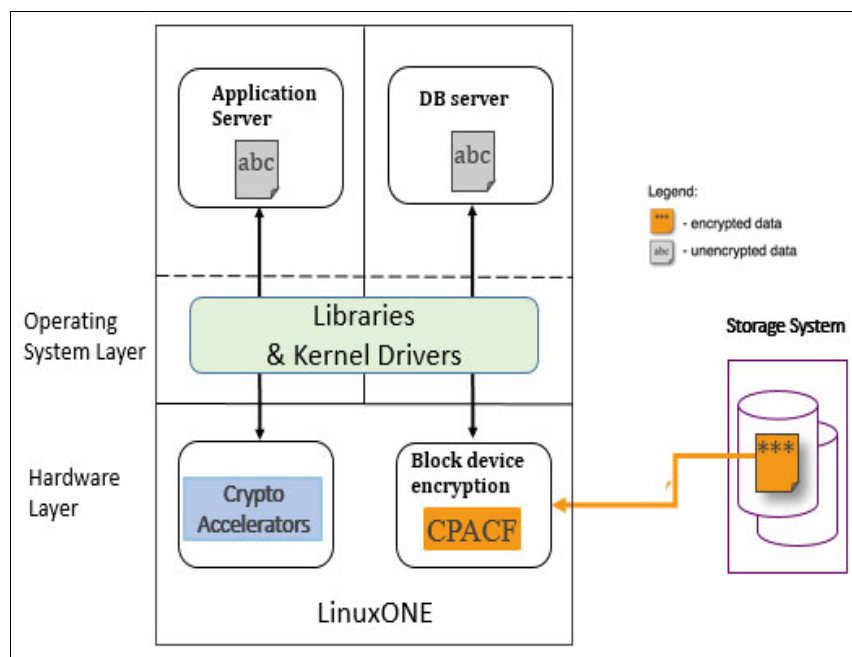 Application
Server
abc
DB server
abc
Legend:
*** - encrypted data
abc - unencrypted data
Operating
System Layer
Libraries
& Kernel Drivers
Storage System
***
Hardware
Layer
Crypto
Accelerators
Block device
encryption
CPACF
LinuxONE